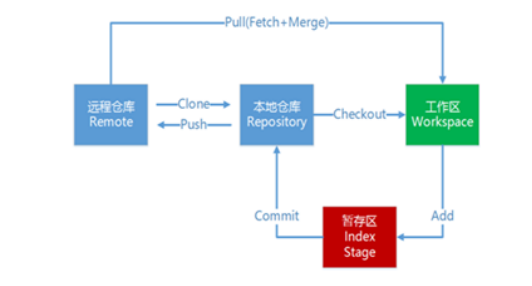 Pull(Fetch+Merge)
远程仓库
Remote
Clone
Push
本地仓库
Repository
Checkout
工作区
Workspace
Commit
暂存区
Index
Stage
Add